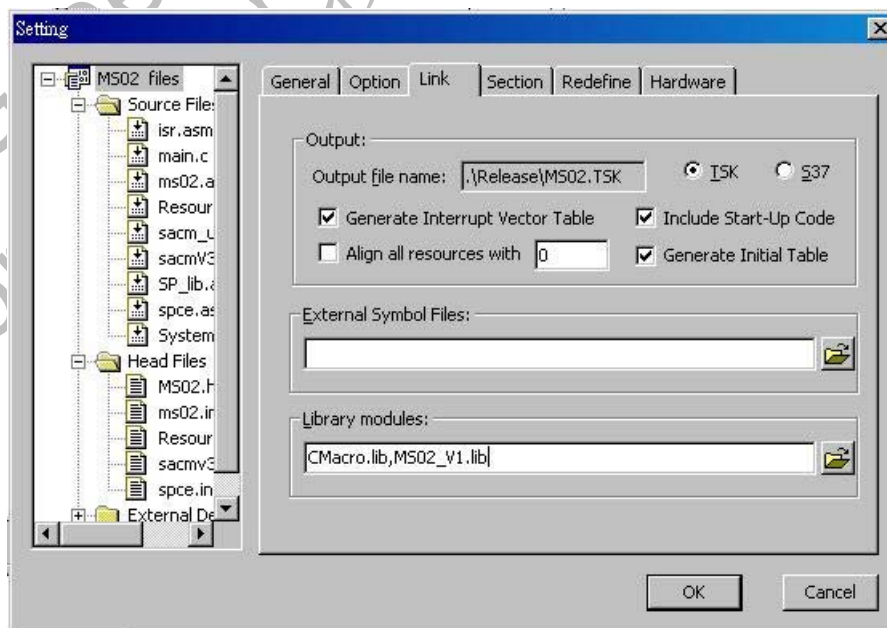 Setting
MS02 files
Source File
isr.asm
main.c
ms02.a
Resour
sacm_u
sacmV3
SP_lib.a
spce.as
System
Head Files
MS02.H
ms02.in
Resour
sacmv3
spce.in
External De
General Option Link Section Redefine Hardware
Output:
Output file name: .\Release\MS02.TSK TSK S37
Generate Interrupt Vector Table Include Start-Up Code
Align all resources with 0 Generate Initial Table
External Symbol Files:
Library modules:
CMacro.lib,MS02_V1.lib
OK Cancel